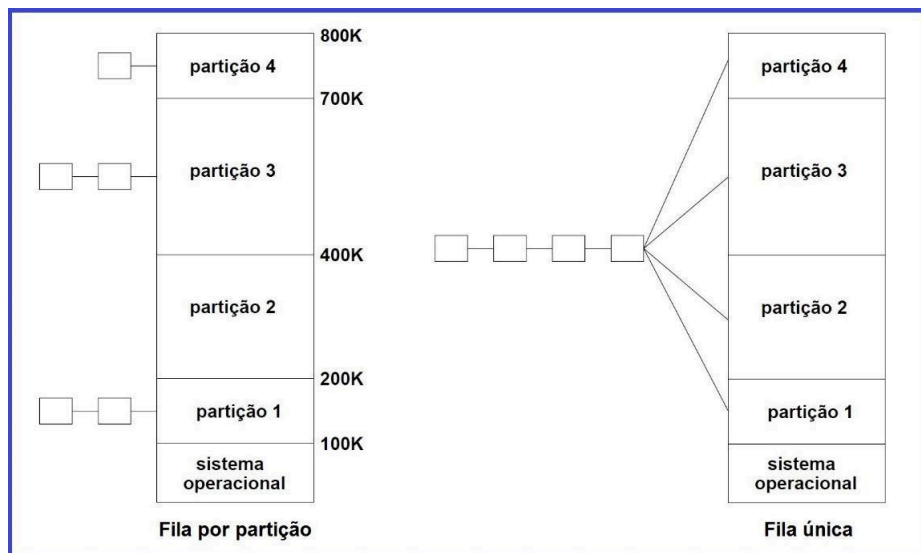 800K
partição 4
700K
partição 3
400K
partição 2
200K
partição 1
100K
sistema
operacional
Fila por partição
partição 4
partição 3
partição 2
partição 1
sistema
operacional
Fila única